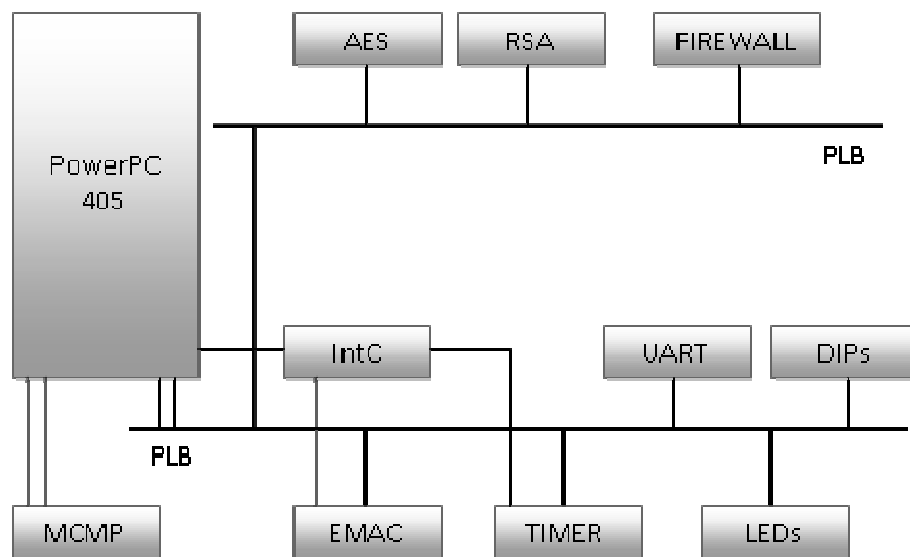 AES
RSA
FIREWALL
PowerPC
405
PLB
IntC
UART
DIPs
PLB
MCMP
EMAC
TIMER
LEDs